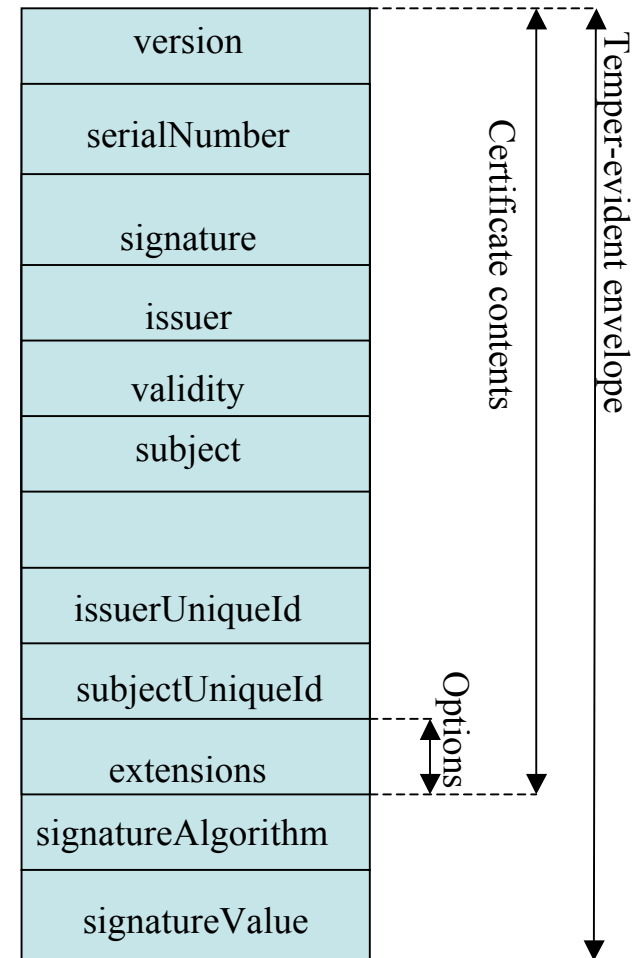 version
serialNumber
signature
issuer
validity
subject
issuerUniqueId
subjectUniqueId
extensions
signatureAlgorithm
signatureValue
Options
Certificate contents
Temper-evident envelope